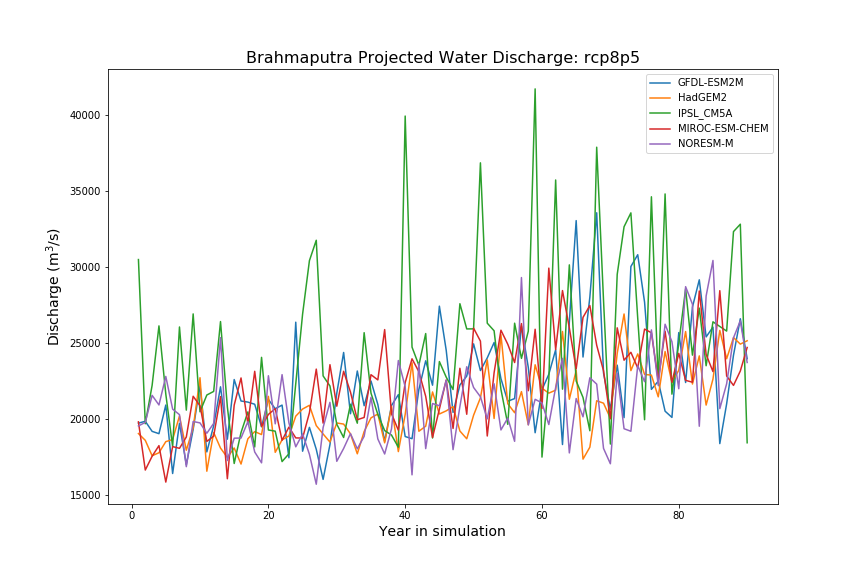 Brahmaputra Projected Water Discharge: rcp8p5
GFDL-ESM2M
HadGEM2
IPSL_CM5A
MIROC-ESM-CHEM
NORESM-M
Discharge (m³/s)
40000
35000
30000
25000
20000
15000
0 20 40 60 80
Year in simulation